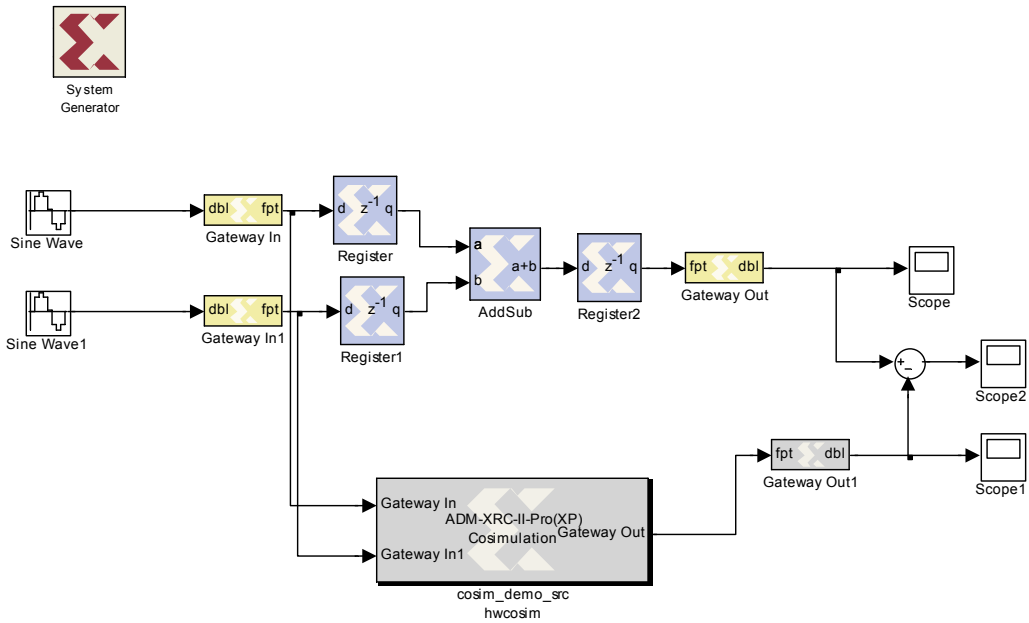 System
Generator
Sine Wave
dbl fpt
Gateway In
d z-1 q
Register
a
b
a+b
AddSub
d z-1 q
Register2
fpt dbl
Gateway Out
Scope
Sine Wave1
dbl fpt
Gateway In1
d z-1 q
Register1
+
−
Scope2
fpt dbl
Gateway Out1
Scope1
Gateway In
ADM-XRC-II-Pro(XP)
Cosimulation
Gateway Out
Gateway In1
cosim_demo_src
hwcosim